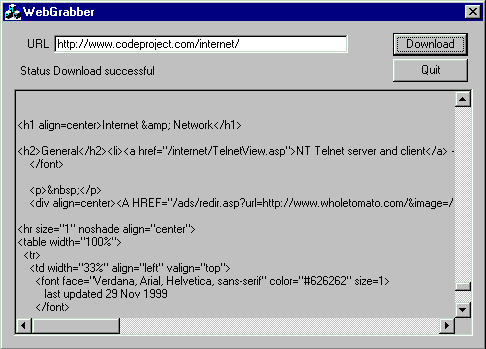 WebGrabber
URL http://www.codeproject.com/internet/ Download
Status Download successful Quit
<h1 align=center>Internet &amp; Network</h1>
<h2>General</h2><li><a href="/internet/TelnetView.asp">NT Telnet server and client</a> -
</font>
<p>&nbsp;</p>
<div align=center><A HREF="/ads/redir.asp?url=http://www.wholetomato.com/&image=/
<hr size="1" noshade align="center">
<table width="100%">
<tr>
<td width="33%" align="left" valign="top">
<font face="Verdana, Arial, Helvetica, sans-serif" color="#626262" size=1>
last updated 29 Nov 1999
</font>